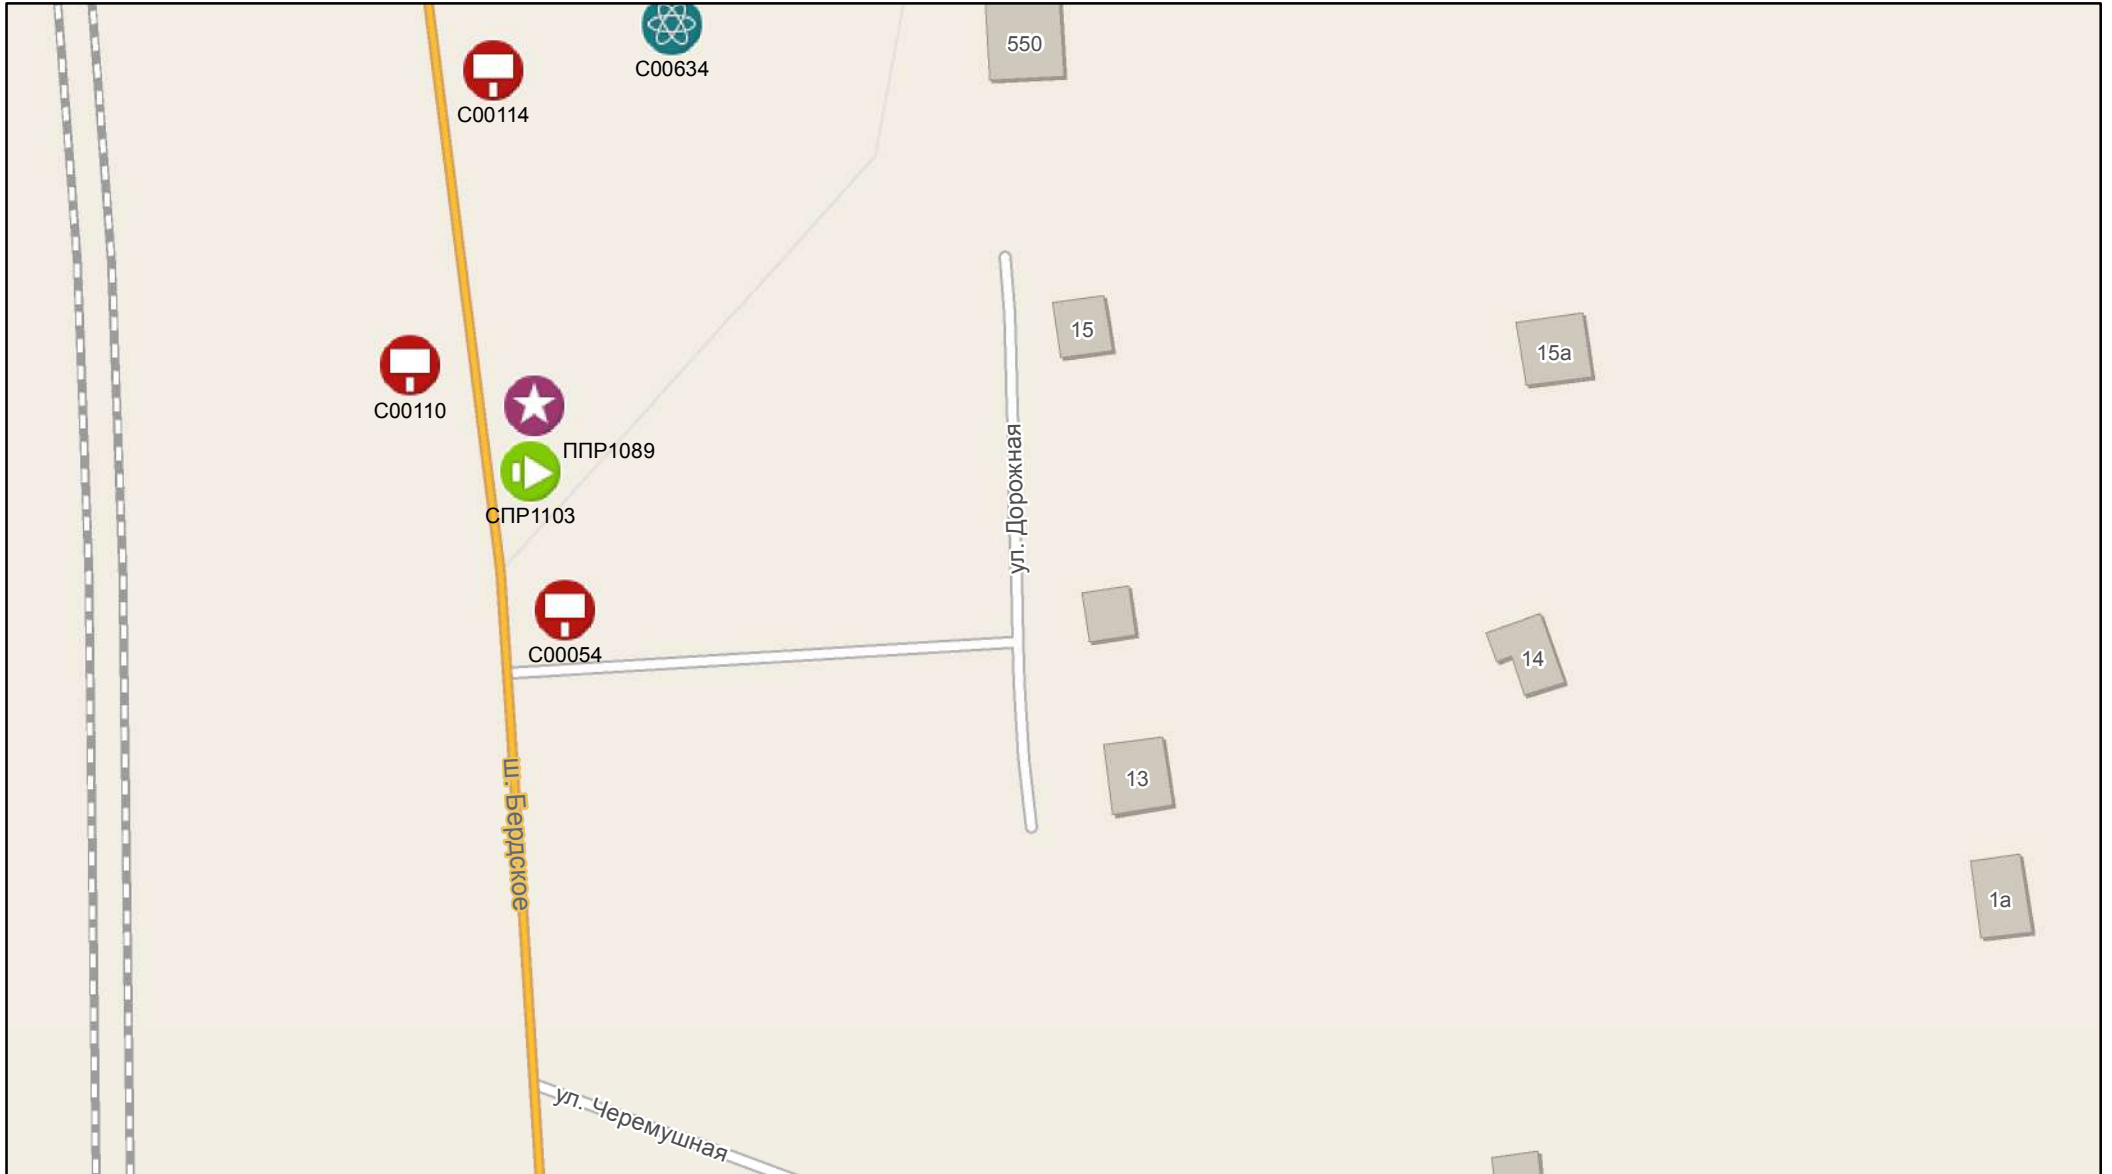 550
С00634
С00114
15
15а
С00110
ППР1089
ул. Дорожная
СПР1103
С00054
14
13
ш. Бердское
1а
ул. Черемушная